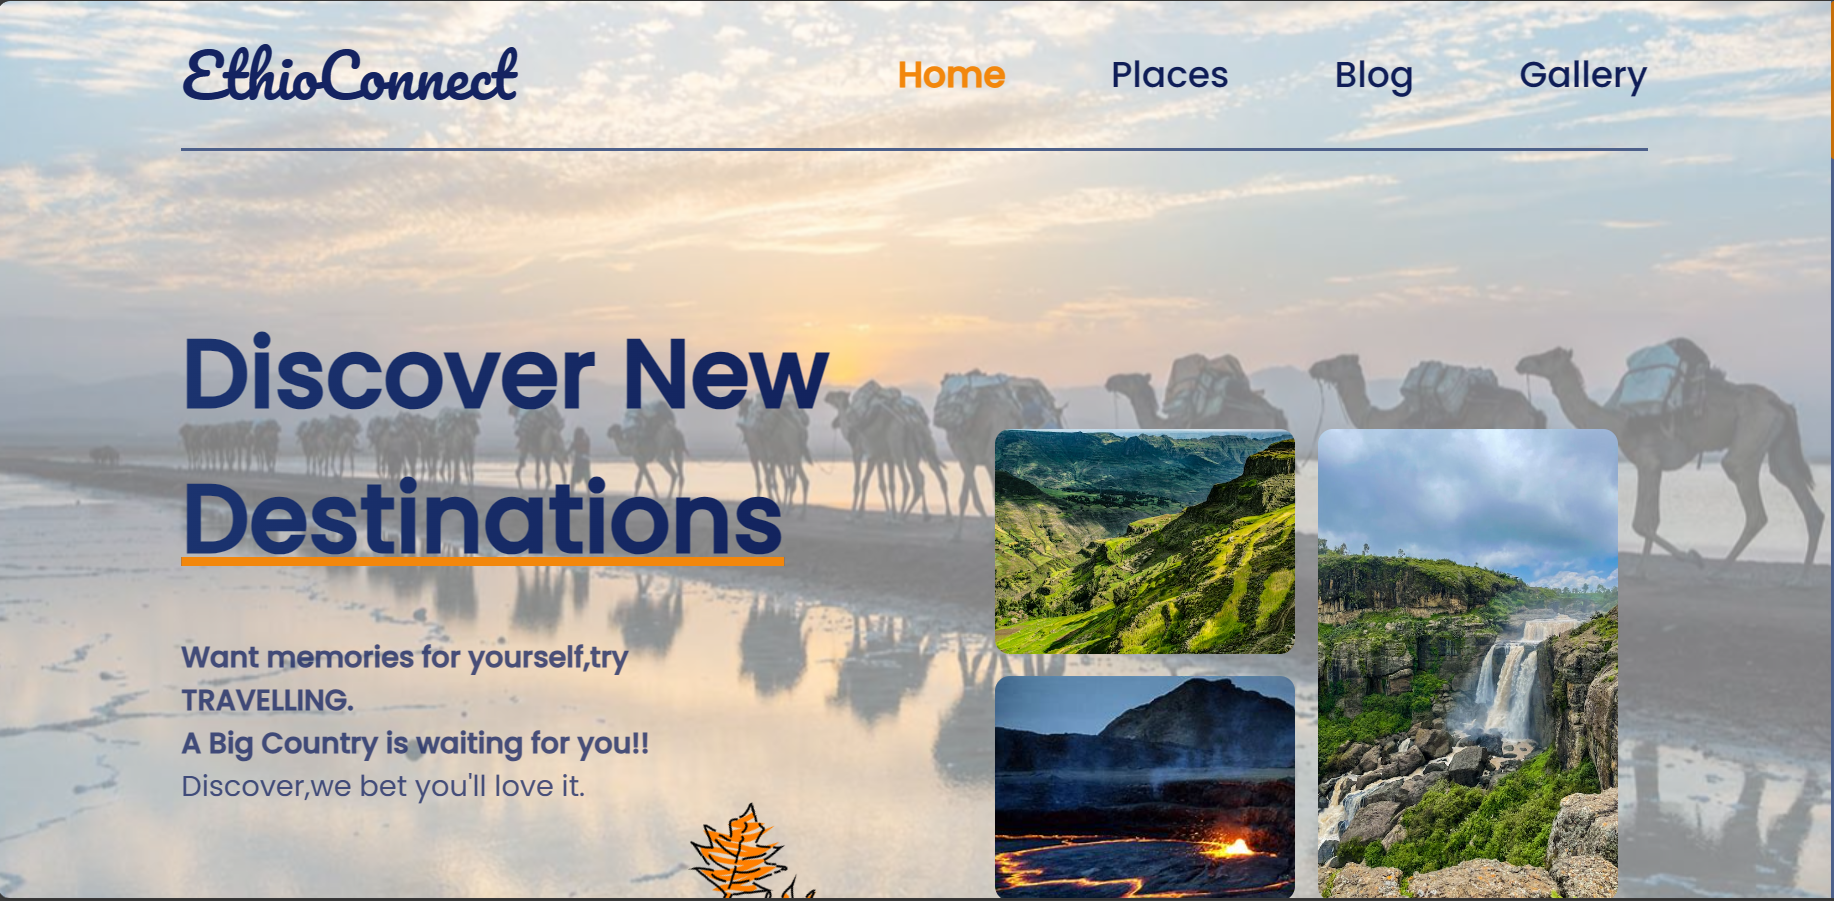 EthioConnect
Home Places Blog Gallery
Discover New
Destinations
Want memories for yourself,try
TRAVELLING.
A Big Country is waiting for you!!
Discover,we bet you'll love it.